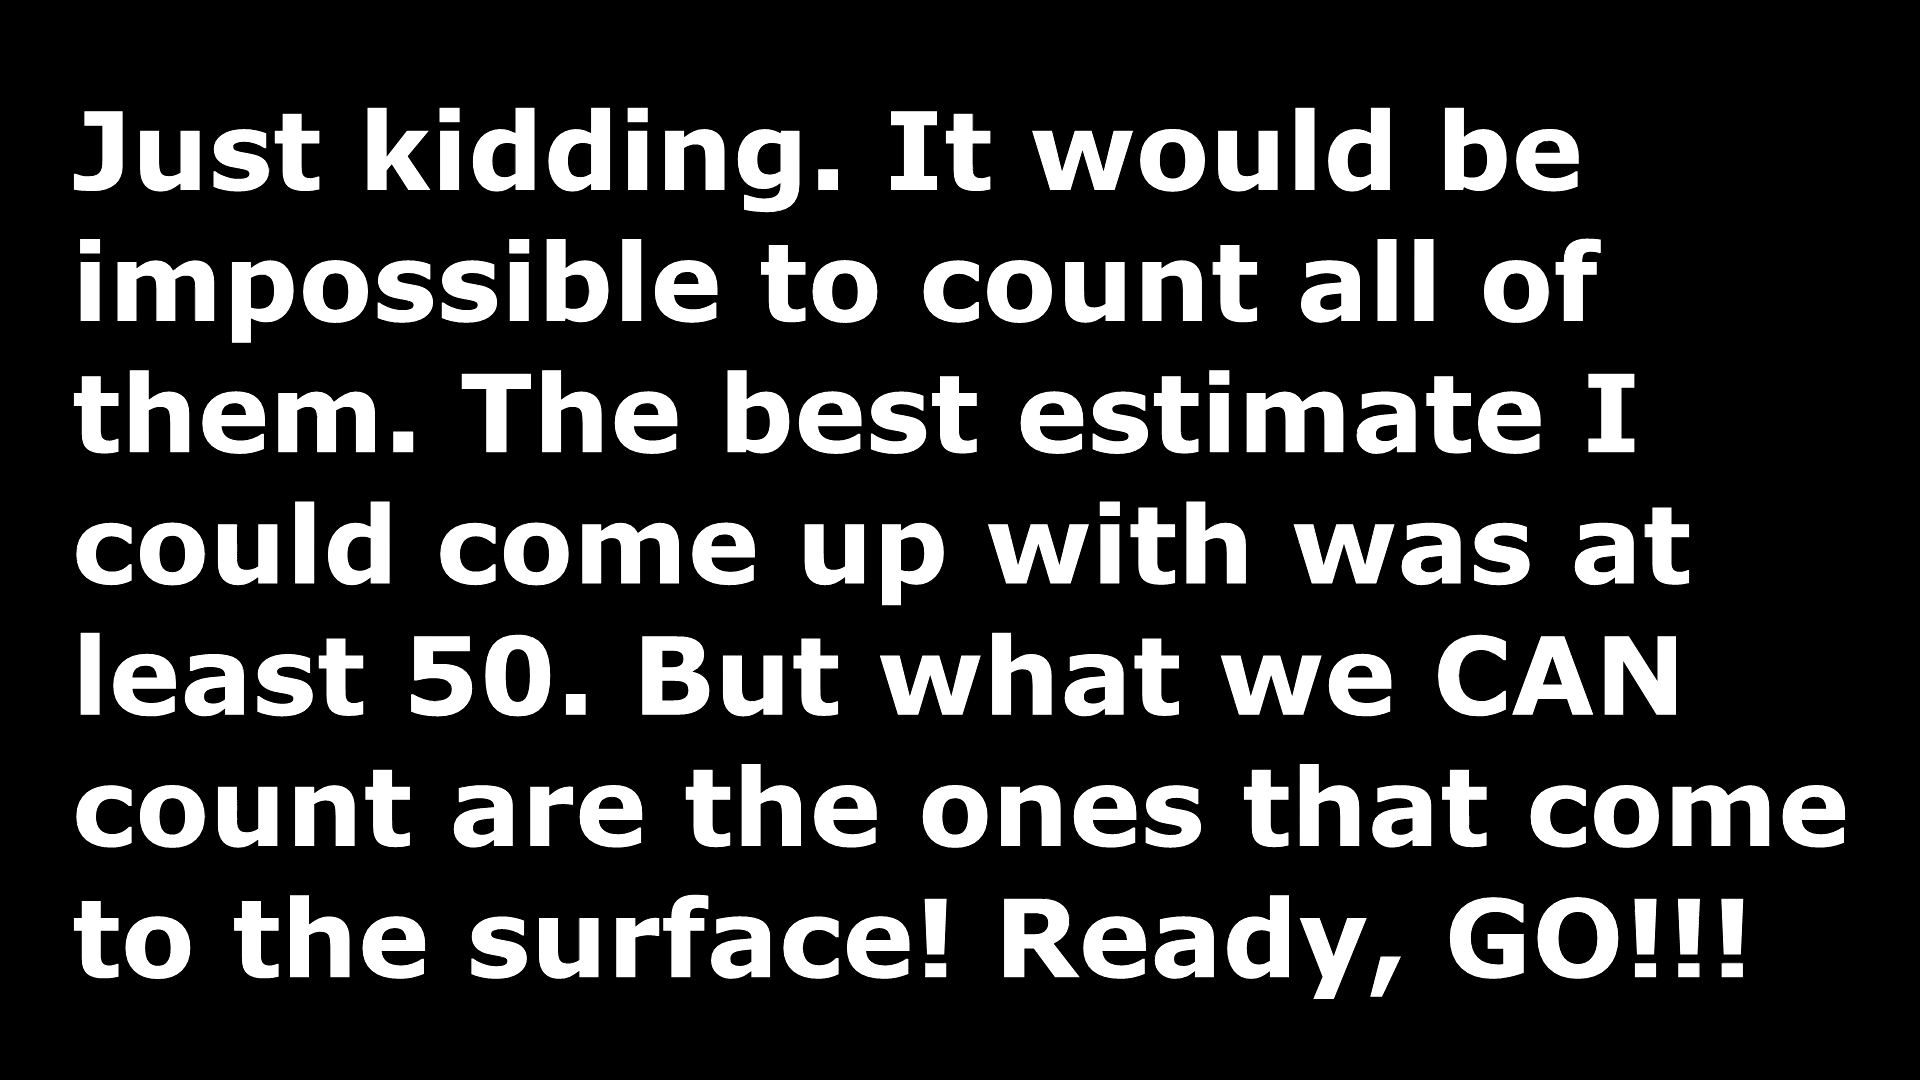 Just kidding. It would be
impossible to count all of
them. The best estimate I
could come up with was at
least 50. But what we CAN
count are the ones that come
to the surface! Ready, GO!!!